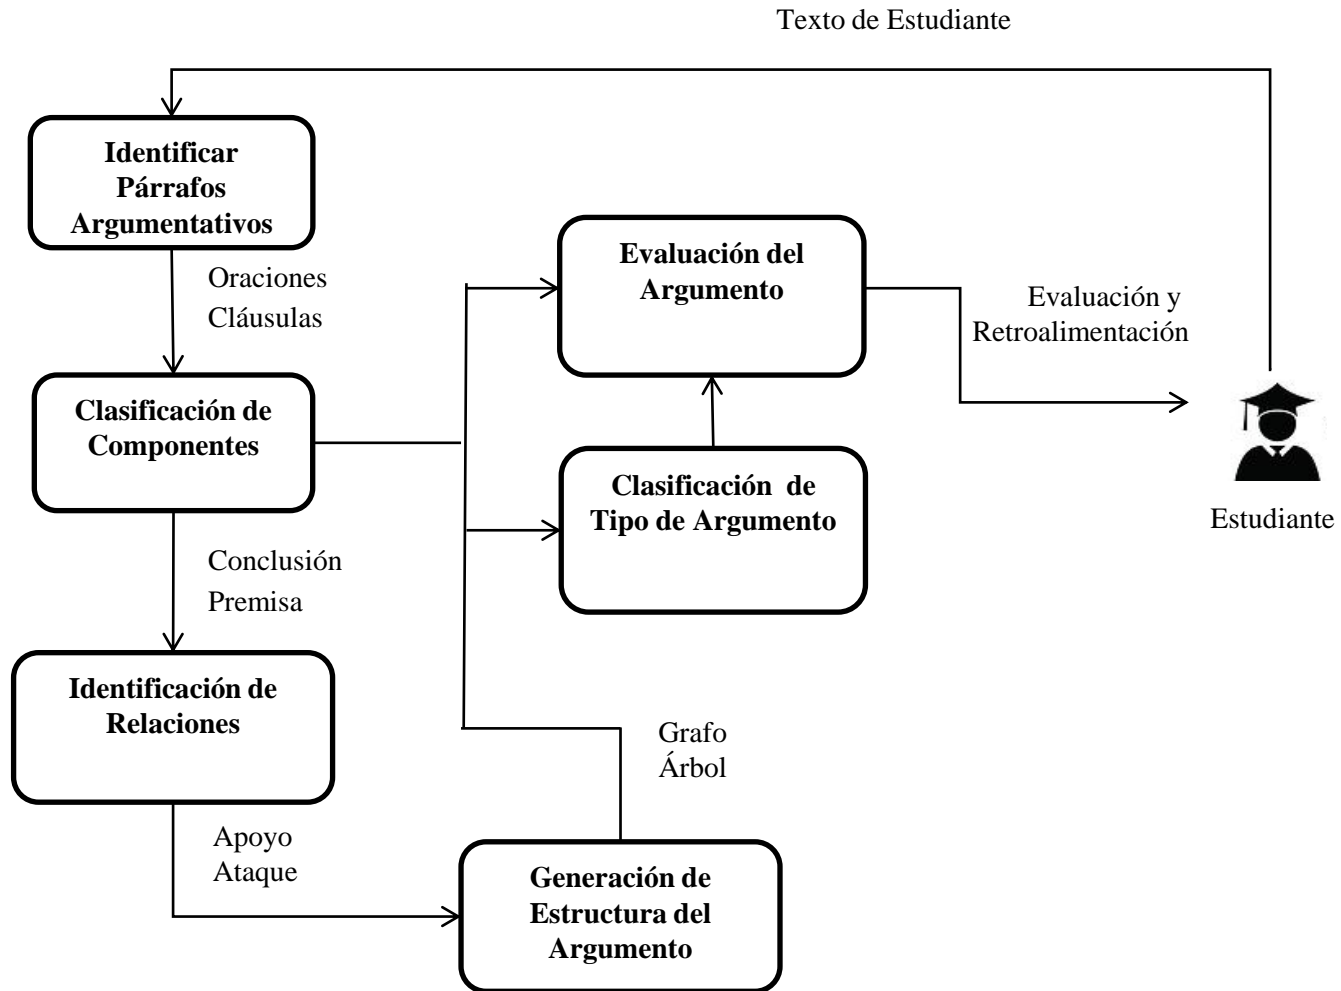 Texto de Estudiante
Identificar
Párrafos
Argumentativos
Oraciones
Cláusulas
Evaluación del
Argumento
Evaluación y
Retroalimentación
Clasificación de
Componentes
Clasificación de
Tipo de Argumento
Estudiante
Conclusión
Premisa
Identificación de
Relaciones
Grafo
Árbol
Apoyo
Ataque
Generación de
Estructura del
Argumento